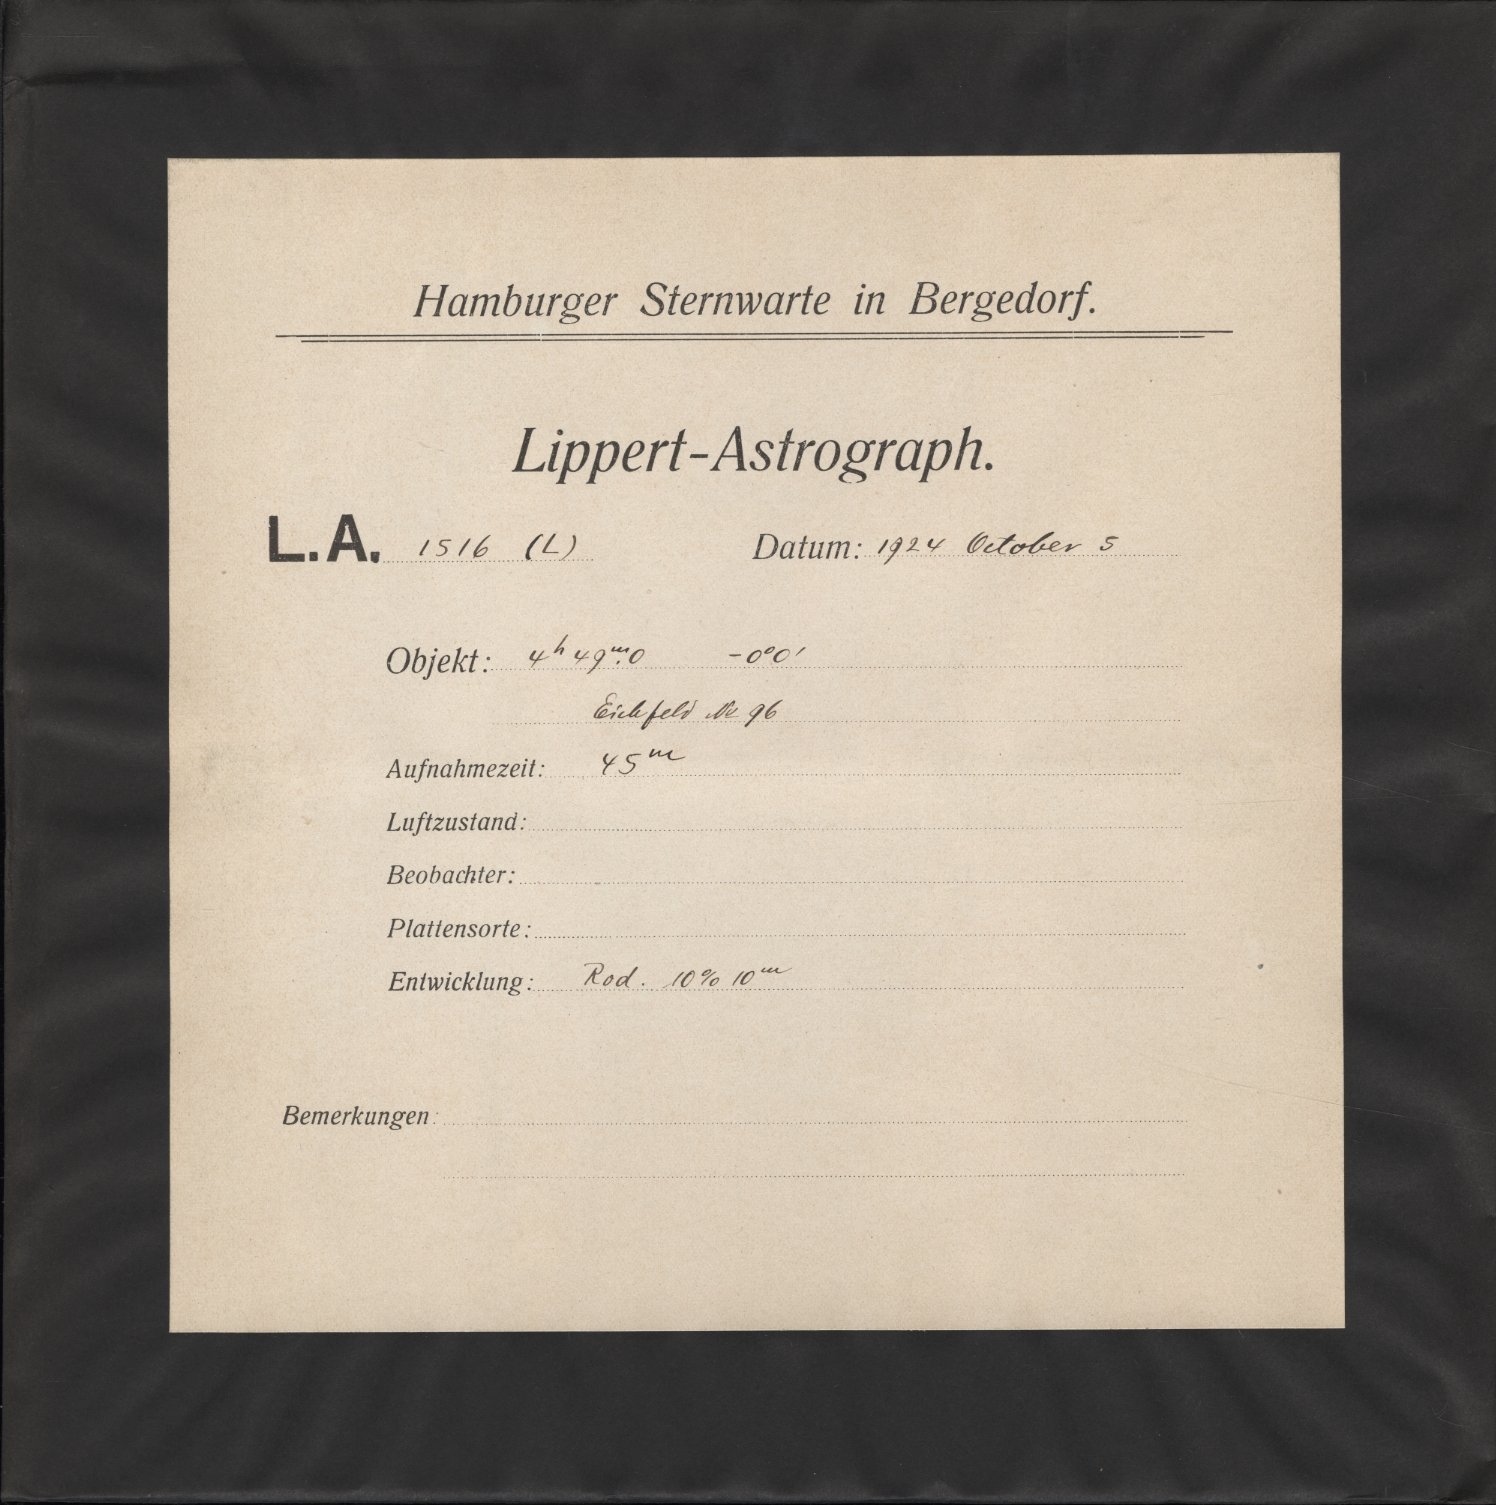 Hamburger Sternwarte in Bergedorf.
Lippert-Astrograph.
L.A. 1516 (L) Datum: 1924 October 5
Objekt: 4ʰ 49ᵐ.0 -0°0'
Eichfeld No 96
Aufnahmezeit: 45ᵐ
Luftzustand:
Beobachter:
Plattensorte:
Entwicklung: Rod. 10% 10ᵐ
Bemerkungen: